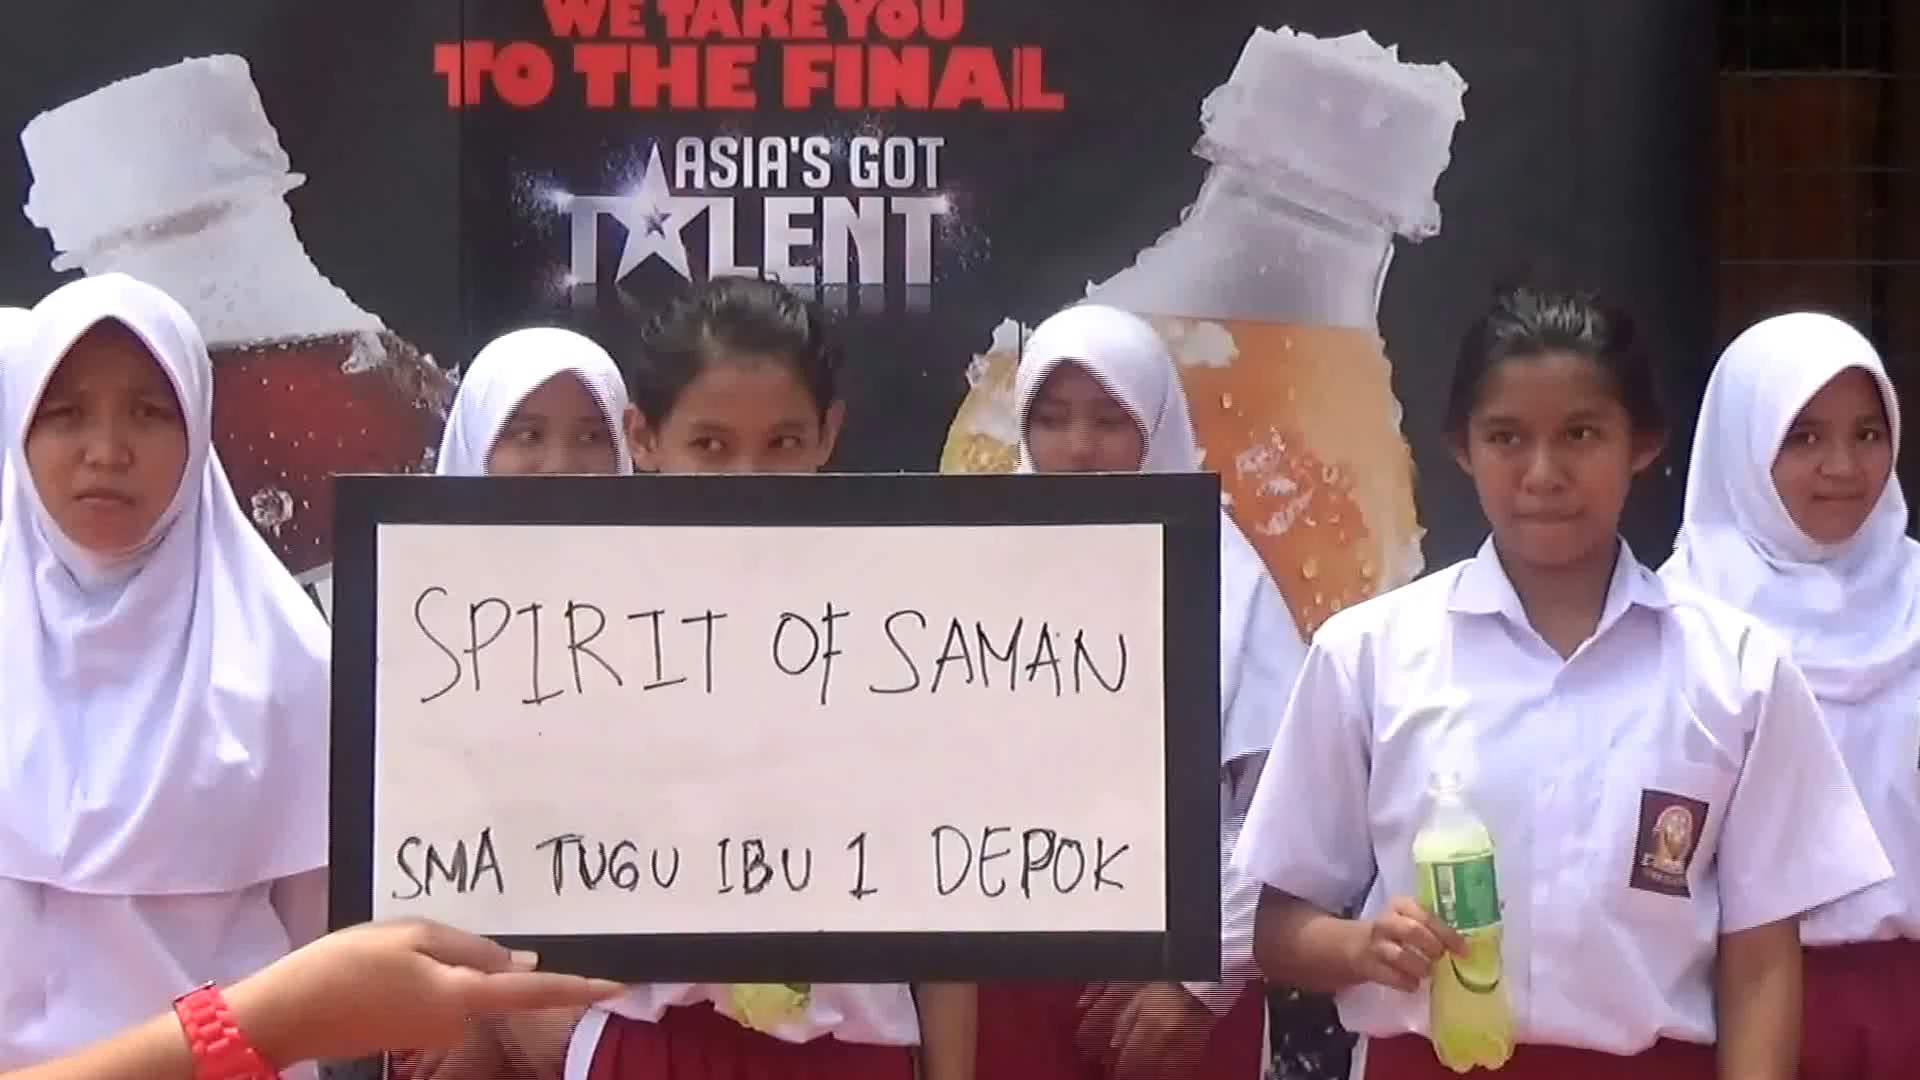 WE TAKE YOU
TO THE FINAL
ASIA'S GOT
TALENT
SPIRIT OF SAMAN
SMA TUGU IBU 1 DEPOK